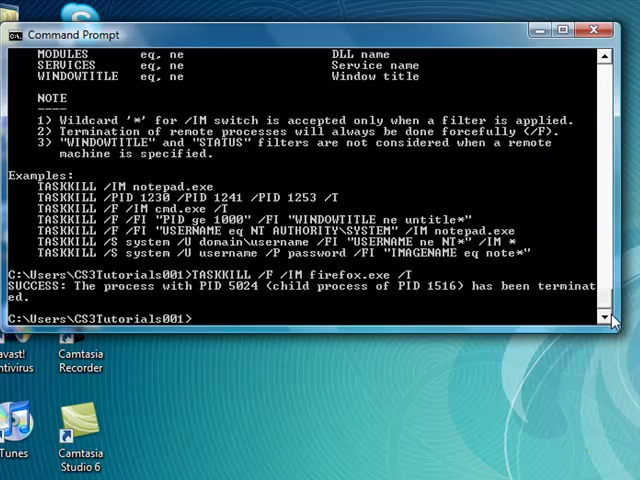 Command Prompt
MODULES eq, ne DLL name
SERVICES eq, ne Service name
WINDOWTITLE eq, ne Window title
NOTE
----
1) Wildcard '*' for /IM switch is accepted only when a filter is applied.
2) Termination of remote processes will always be done forcefully (/F).
3) "WINDOWTITLE" and "STATUS" filters are not considered when a remote
machine is specified.
Examples:
TASKKILL /IM notepad.exe
TASKKILL /PID 1230 /PID 1241 /PID 1253 /T
TASKKILL /F /IM cmd.exe /T
TASKKILL /F /FI "PID ge 1000" /FI "WINDOWTITLE ne untitle*"
TASKKILL /F /FI "USERNAME eq NT AUTHORITY\SYSTEM" /IM notepad.exe
TASKKILL /S system /U domain\username /FI "USERNAME ne NT*" /IM *
TASKKILL /S system /U username /P password /FI "IMAGENAME eq note*"
C:\Users\CS3Tutorials001>TASKKILL /F /IM firefox.exe /T
SUCCESS: The process with PID 5024 (child process of PID 1516) has been terminat
ed.
C:\Users\CS3Tutorials001>
avast! Camtasia
ntivirus Recorder
Tunes Camtasia
Studio 6